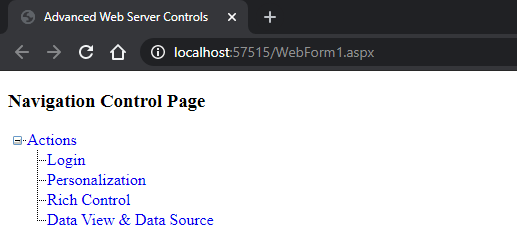 Advanced Web Server Controls
localhost:57515/WebForm1.aspx
Navigation Control Page
Actions
Login
Personalization
Rich Control
Data View & Data Source